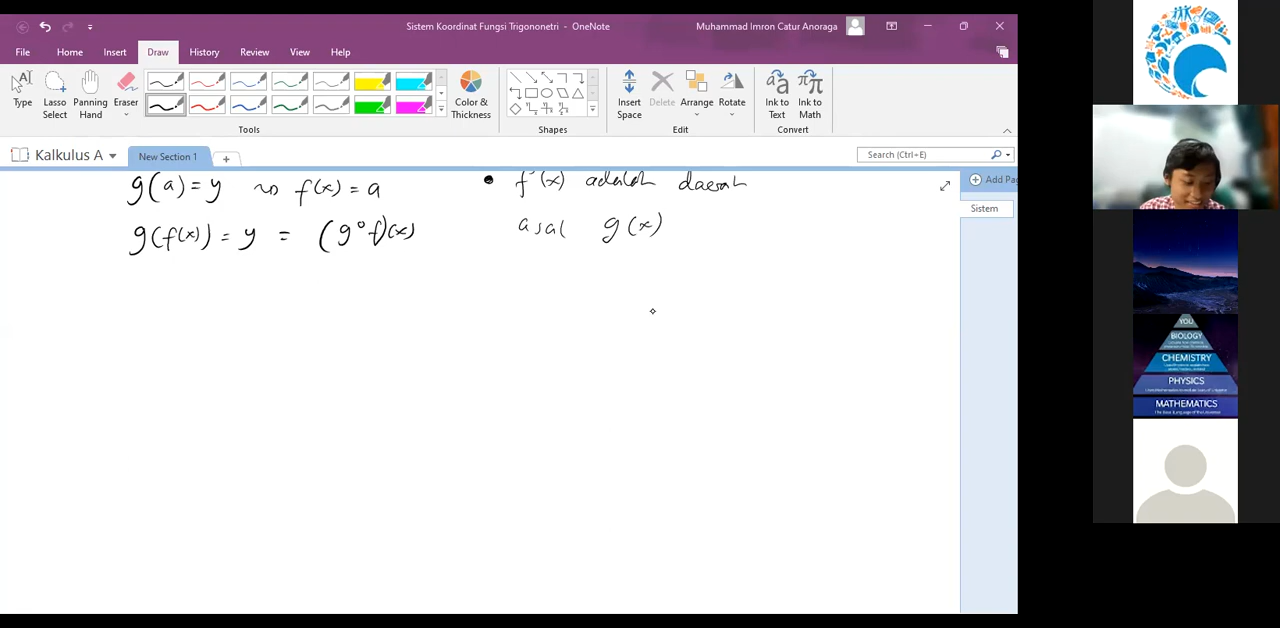 Sistem Koordinat Fungsi Trigononetri - OneNote
Muhammad Imron Catur Anoraga
File Home Insert Draw History Review View Help
Type
Lasso Select
Panning Hand
Eraser
Color & Thickness
Insert Space
Delete
Arrange
Rotate
Ink to Text
Ink to Math
Tools
Shapes
Edit
Convert
Kalkulus A
New Section 1
Search (Ctrl+E)
Add Pag
Sistem
g(a) = y ⇝ f(x) = a
g(f(x)) = y = (g∘f)(x)
• f(x) adalah daerah
asal g(x)
YOU
BIOLOGY
CHEMISTRY
PHYSICS
MATHEMATICS